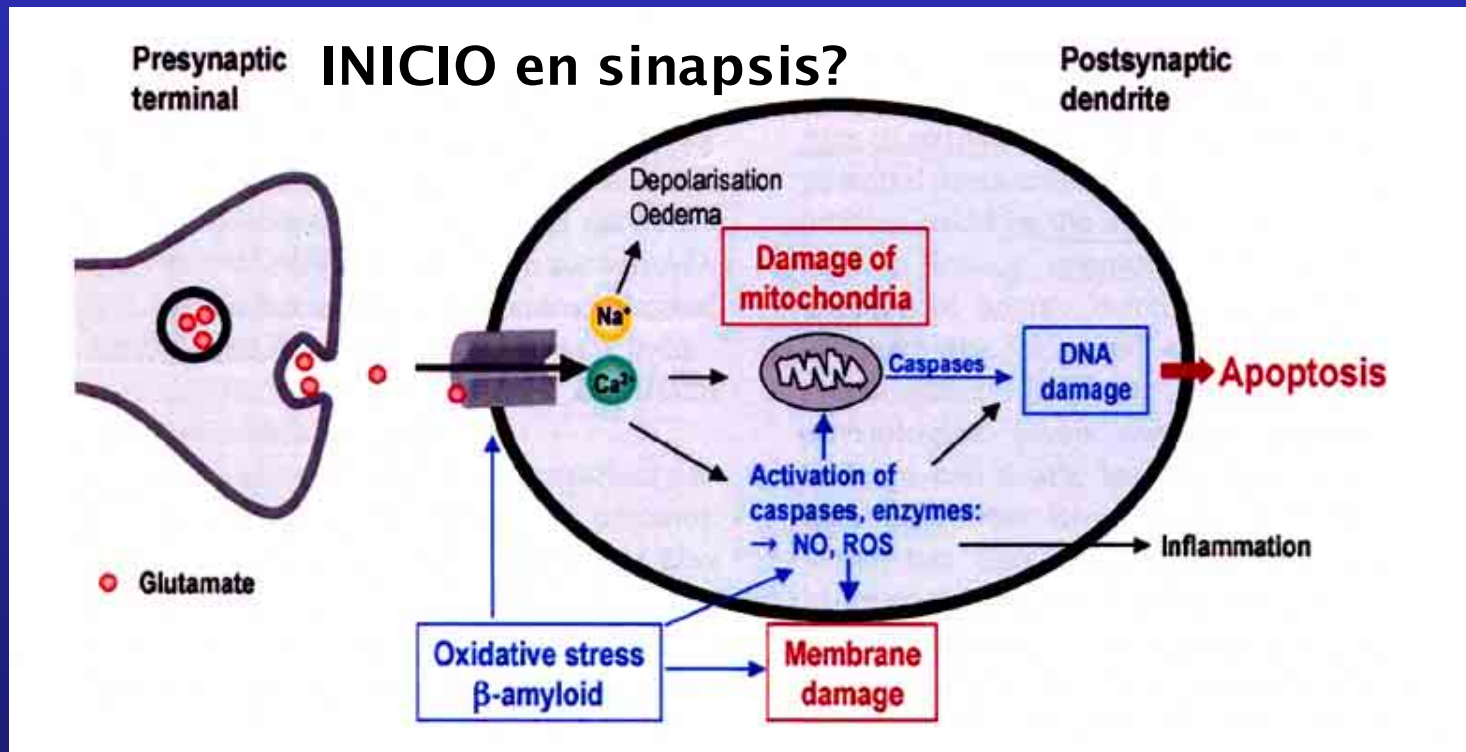 Presynaptic
terminal
INICIO en sinapsis?
Postsynaptic
dendrite
Depolarisation
Oedema
Damage of
mitochondria
Na⁺
Ca²⁺
Caspases
DNA
damage
Apoptosis
Activation of
caspases, enzymes:
→ NO, ROS
Inflammation
Glutamate
Oxidative stress
β-amyloid
Membrane
damage